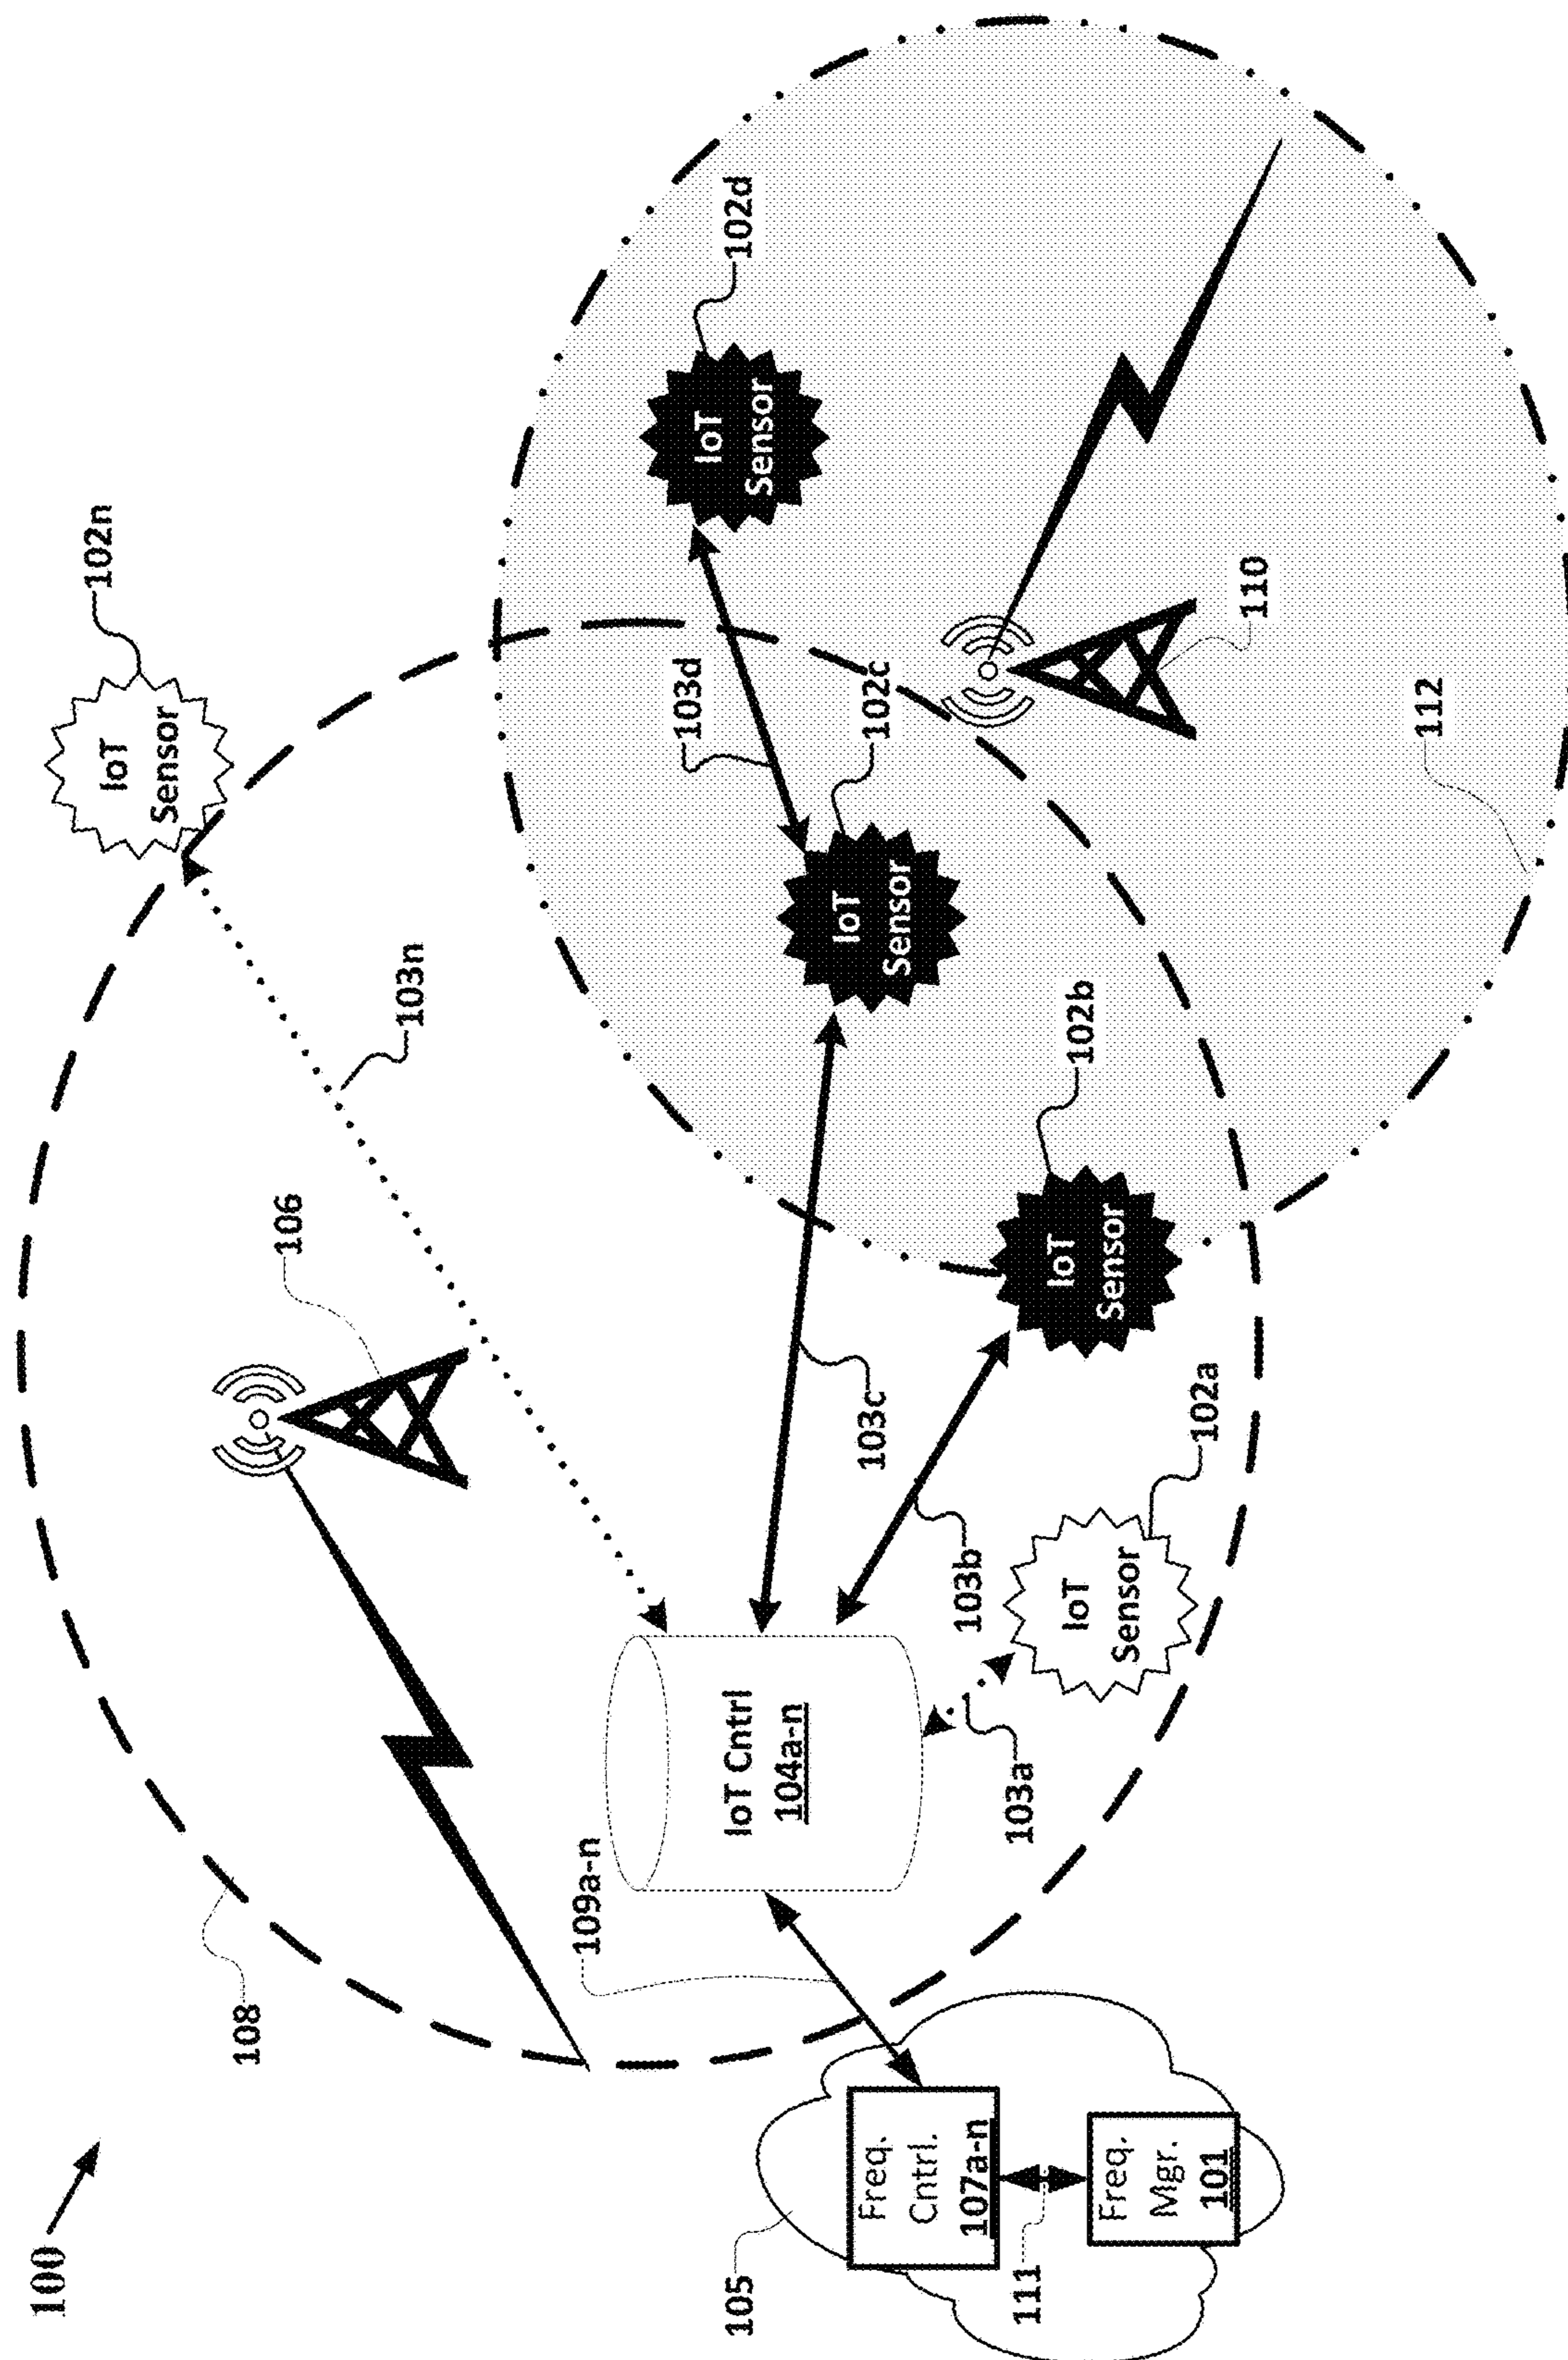 100
102n
IoT
Sensor
108
106
103n
109a-n
103d
102d
IoT
Sensor
105
IoT Cntrl
104a-n
103c
102c
IoT
Sensor
Freq.
Cntrl.
107a-n
103b
103a
111
102b
IoT
Sensor
IoT
Sensor
102a
Freq.
Mgr.
101
110
112